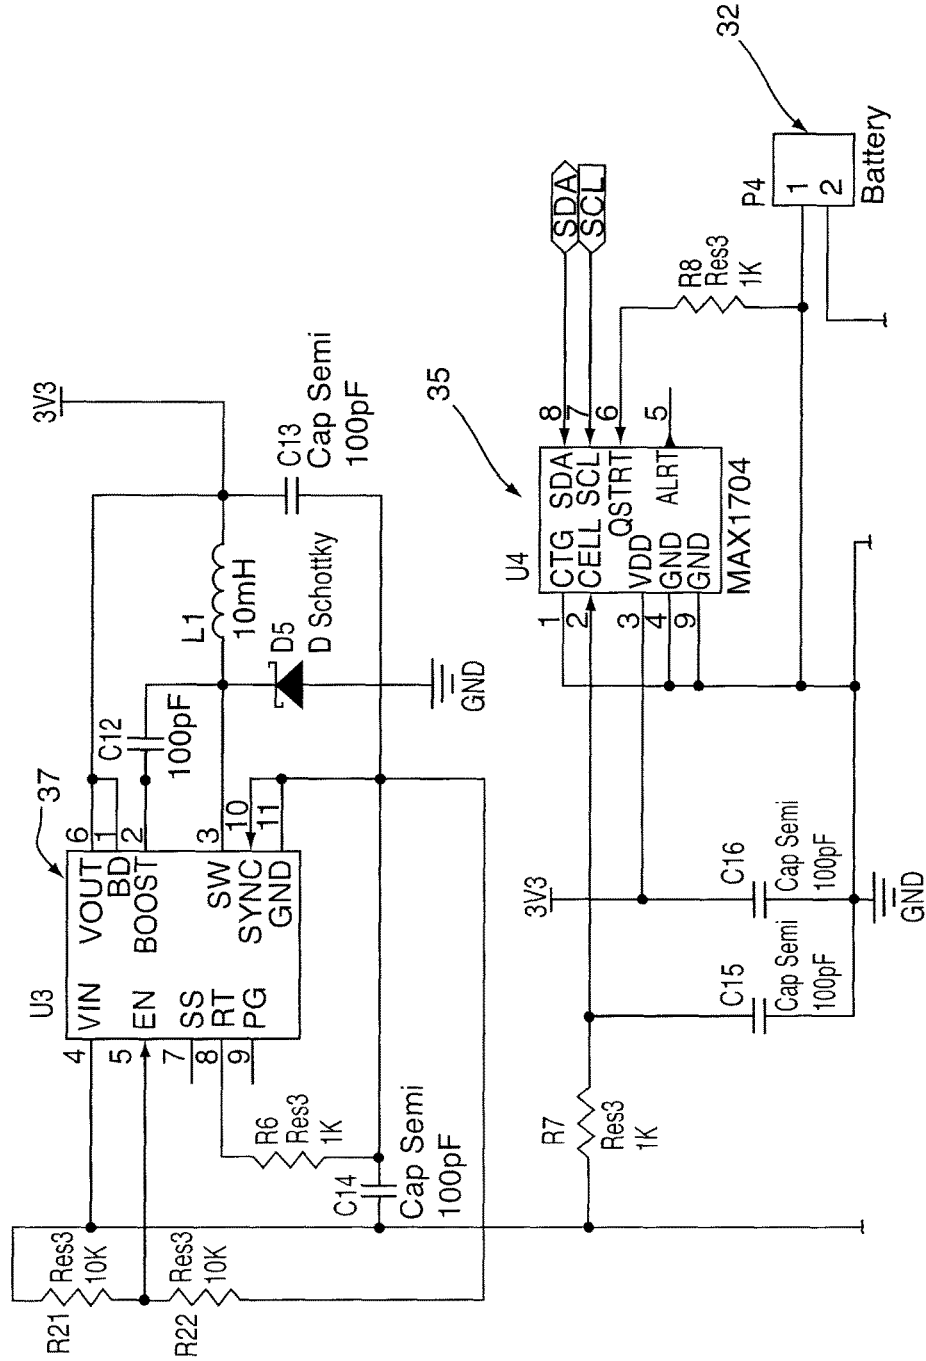 R21
Res3
10K
R22
Res3
10K
U3
37
4
VIN
VOUT
6
BD
1
5
EN
BOOST
2
7
SS
8
RT
SW
3
9
PG
SYNC
10
GND
11
R6
Res3
1K
C14
Cap Semi
100pF
C12
100pF
L1
10mH
D5
D Schottky
GND
3V3
C13
Cap Semi
100pF
35
U4
1
CTG
SDA
8
2
CELL
SCL
7
QSTRT
6
3
VDD
4
GND
ALRT
5
9
GND
MAX1704
SDA
SCL
R8
Res3
1K
32
P4
1
2
Battery
3V3
R7
Res3
1K
C15
Cap Semi
100pF
C16
Cap Semi
100pF
GND